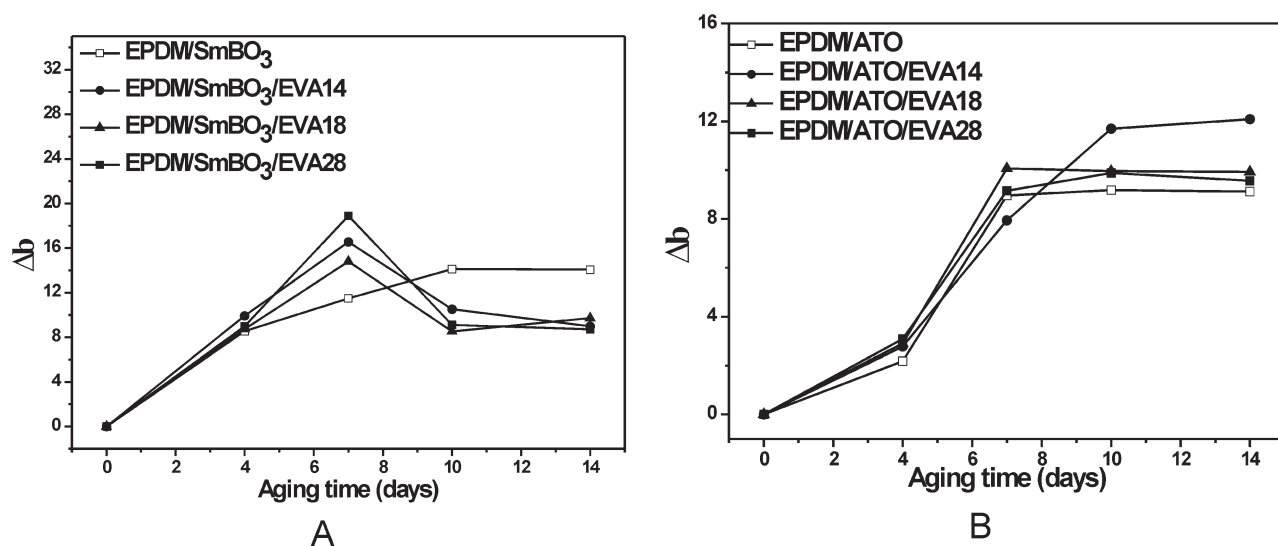 EPDM/SmBO3
EPDM/SmBO3/EVA14
EPDM/SmBO3/EVA18
EPDM/SmBO3/EVA28
32
28
24
20
16
12
8
4
0
Δb
0 2 4 6 8 10 12 14
Aging time (days)
A
EPDM/ATO
EPDM/ATO/EVA14
EPDM/ATO/EVA18
EPDM/ATO/EVA28
16
12
8
4
0
Δb
0 2 4 6 8 10 12 14
Aging time (days)
B